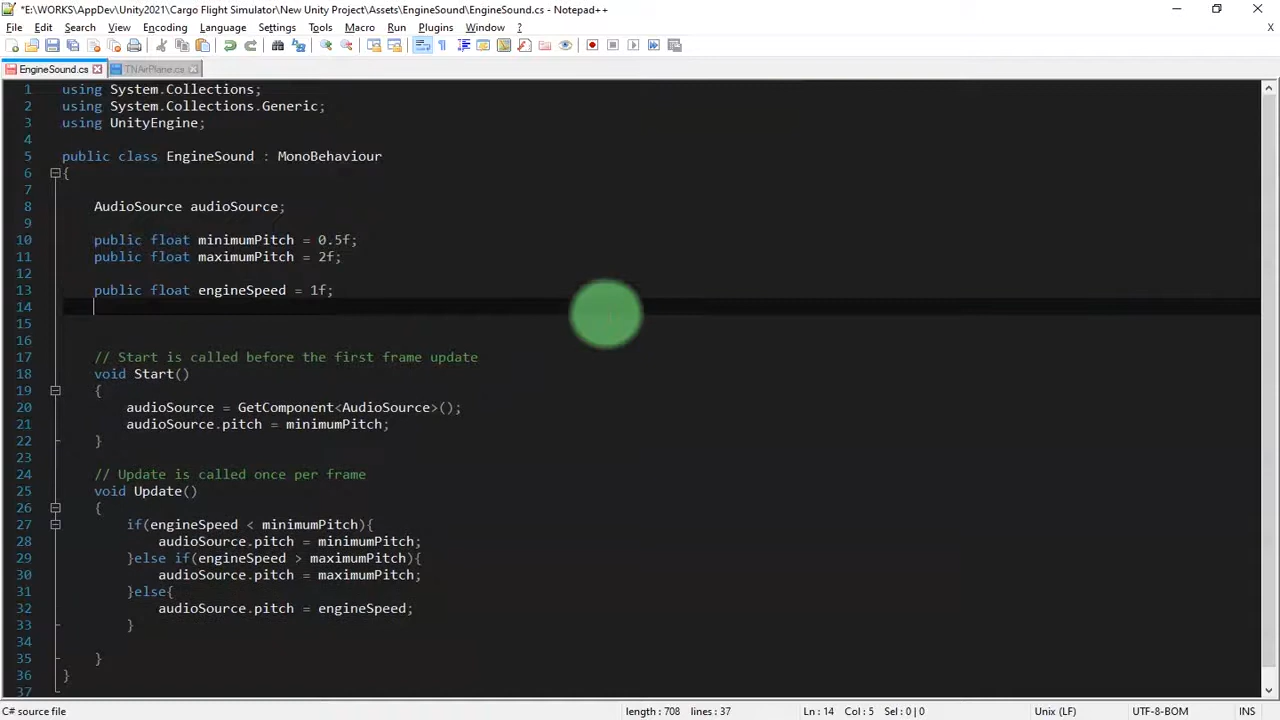 *E:\WORKS\AppDev\Unity2021\Cargo Flight Simulator\New Unity Project\Assets\EngineSound\EngineSound.cs - Notepad++
File Edit Search View Encoding Language Settings Tools Macro Run Plugins Window ? X
EngineSound.cs TNAirPlane.cs
1 using System.Collections;
2 using System.Collections.Generic;
3 using UnityEngine;
4
5 public class EngineSound : MonoBehaviour
6 {
7
8 AudioSource audioSource;
9
10 public float minimumPitch = 0.5f;
11 public float maximumPitch = 2f;
12
13 public float engineSpeed = 1f;
14
15
16
17 // Start is called before the first frame update
18 void Start()
19 {
20 audioSource = GetComponent<AudioSource>();
21 audioSource.pitch = minimumPitch;
22 }
23
24 // Update is called once per frame
25 void Update()
26 {
27 if(engineSpeed < minimumPitch){
28 audioSource.pitch = minimumPitch;
29 }else if(engineSpeed > maximumPitch){
30 audioSource.pitch = maximumPitch;
31 }else{
32 audioSource.pitch = engineSpeed;
33 }
34
35 }
36 }
37
C# source file length : 708 lines : 37 Ln : 14 Col : 5 Sel : 0 | 0 Unix (LF) UTF-8-BOM INS